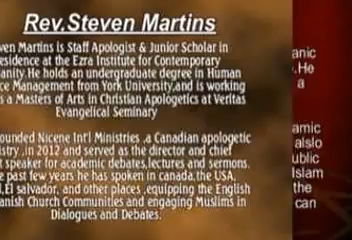 Rev.Steven Martins
ven Martins is Staff Apologist & Junior Scholar in
esidence at the Ezra Institute for Contemporary
anity.He holds an undergraduate degree in Human
ce Management from York University,and is working
s a Masters of Arts in Christian Apologetics at Veritas
Evangelical Seminary
ounded Nicene Int'l Ministries ,a Canadian apologetic
istry ,in 2012 and served as the director and chief
t speaker for academic debates,lectures and sermons.
e past few years he has spoken in canada,the USA,
,El salvador, and other places ,equipping the English
anish Church Communities and engaging Muslims in
Dialogues and Debates.
anic
.He
a
amic
alslo
ublic
Islam
the
can